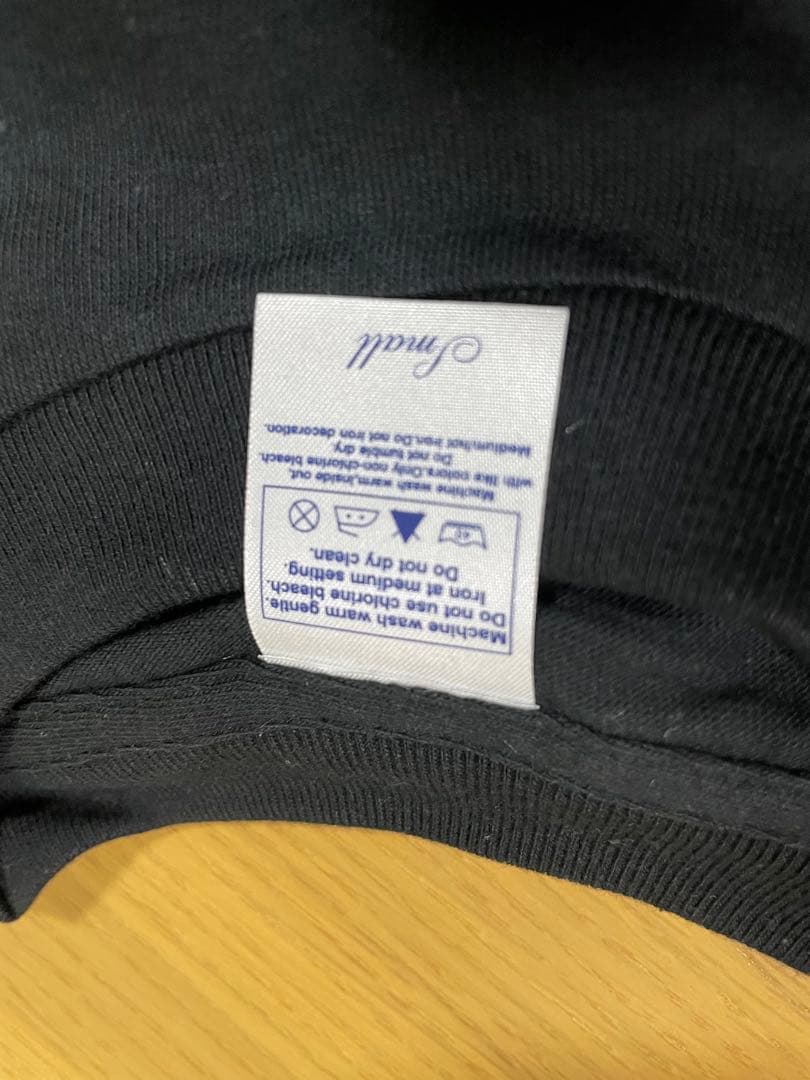 Machine wash warm gentle.
Do not use chlorine bleach.
Iron at medium setting.
Do not dry clean.
40
Machine wash warm,inside out,
with like colors.Only non-chlorine bleach.
Do not tumble dry.
Medium/hot iron.Do not iron decoration.
Small